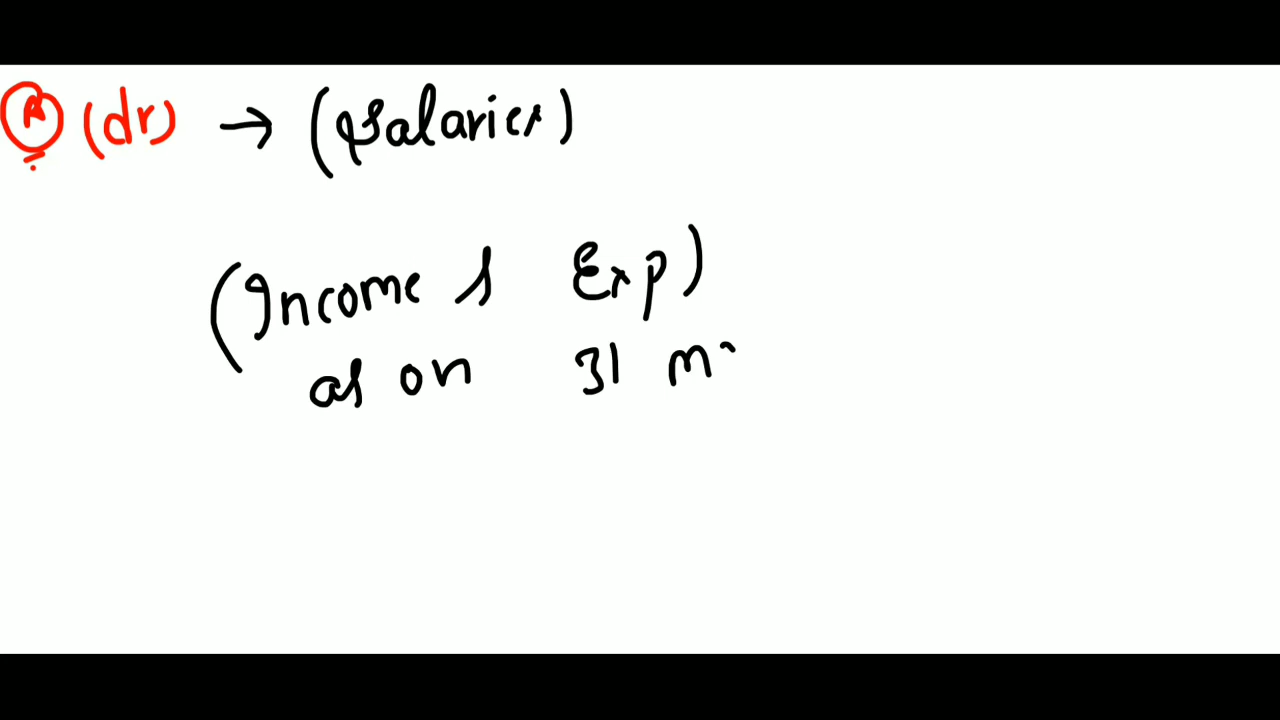 (dr) → (Salaries)
(Income & Exp)
as on 31 m